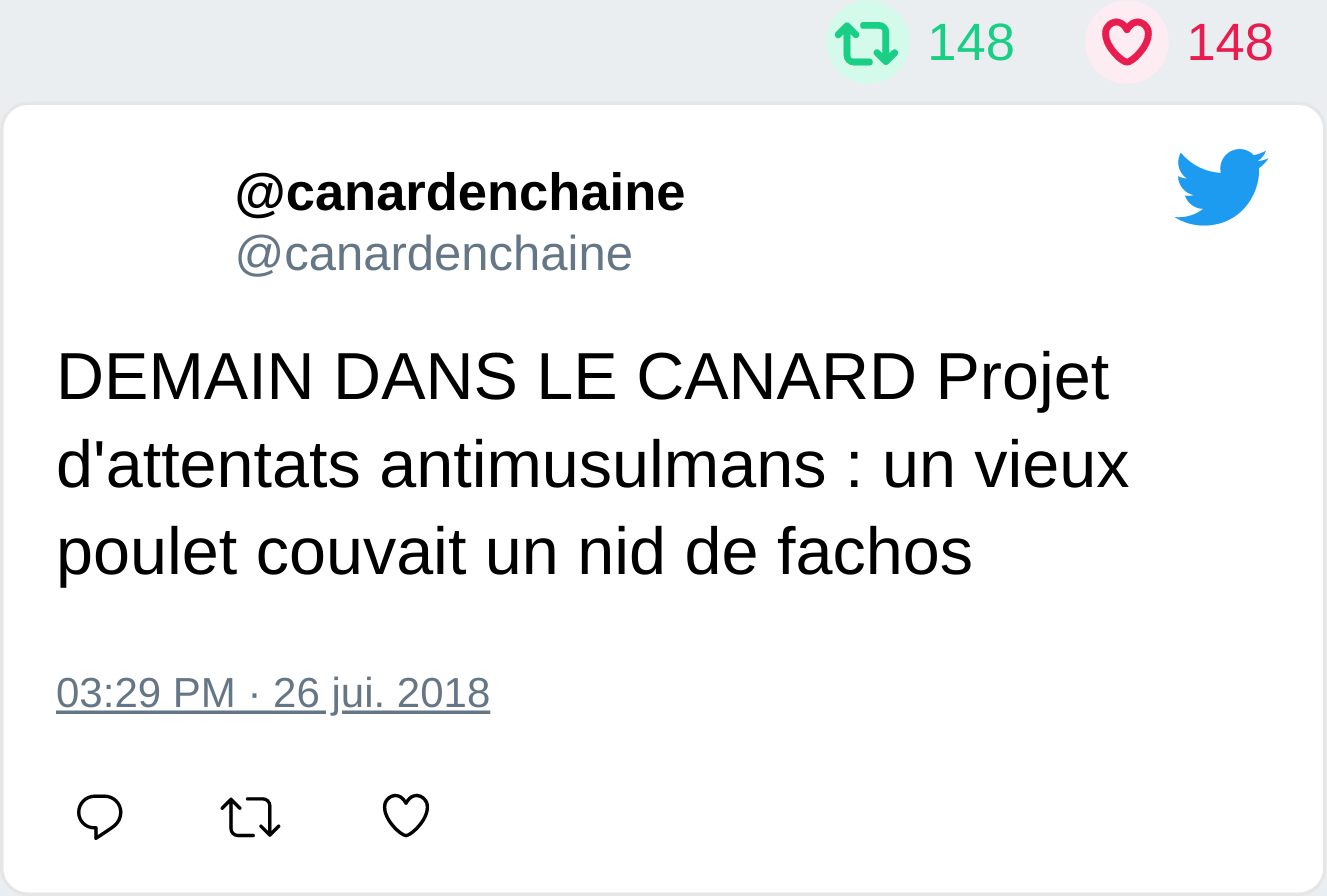 148 148
@canardenchaine
@canardenchaine
DEMAIN DANS LE CANARD Projet
d'attentats antimusulmans : un vieux
poulet couvait un nid de fachos
03:29 PM · 26 jui. 2018